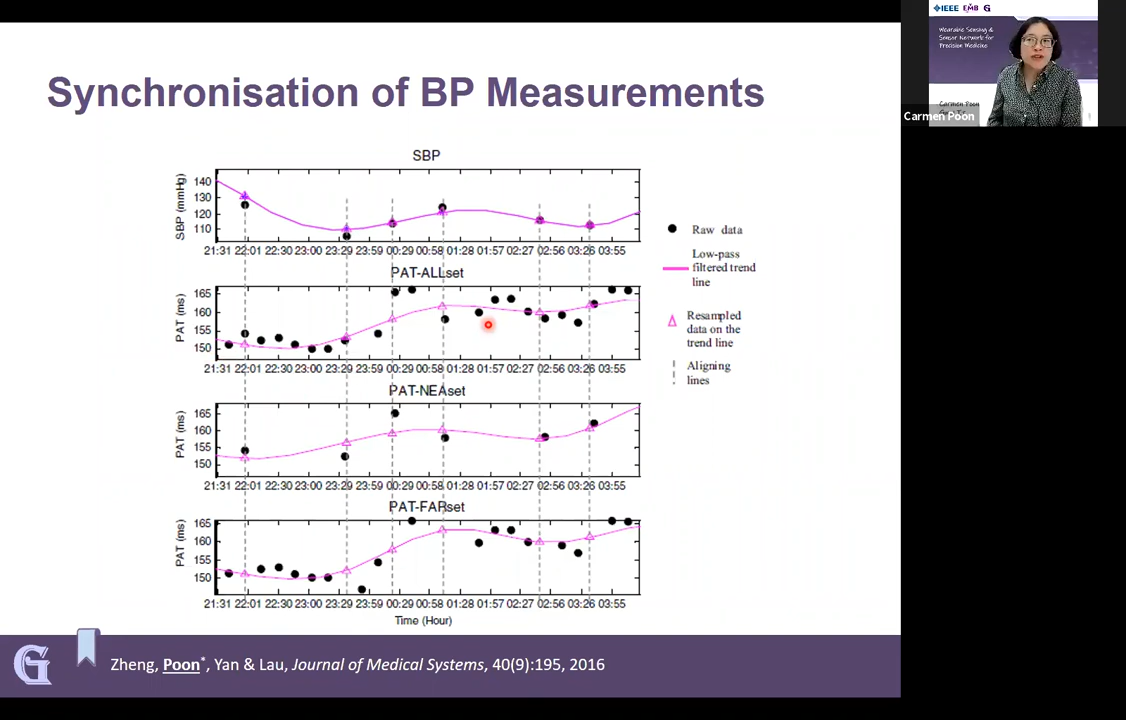 IEEE EMB G
Wearable Sensing &
Sensor Network for
Precision Medicine
Carmen Poon
Carmen Poon
Synchronisation of BP Measurements
SBP
SBP (mmHg)
140
130
120
110
21:31 22:01 22:30 23:00 23:29 23:59 00:29 00:58 01:28 01:57 02:27 02:56 03:26 03:55
PAT-ALLset
PAT (ms)
165
160
155
150
21:31 22:01 22:30 23:00 23:29 23:59 00:29 00:58 01:28 01:57 02:27 02:56 03:26 03:55
PAT-NEAset
PAT (ms)
165
160
155
150
21:31 22:01 22:30 23:00 23:29 23:59 00:29 00:58 01:28 01:57 02:27 02:56 03:26 03:55
PAT-FARset
PAT (ms)
165
160
155
150
21:31 22:01 22:30 23:00 23:29 23:59 00:29 00:58 01:28 01:57 02:27 02:56 03:26 03:55
Time (Hour)
Raw data
Low-pass
filtered trend
line
Resampled
data on the
trend line
Aligning
lines
G
Zheng, Poon*, Yan & Lau, Journal of Medical Systems, 40(9):195, 2016